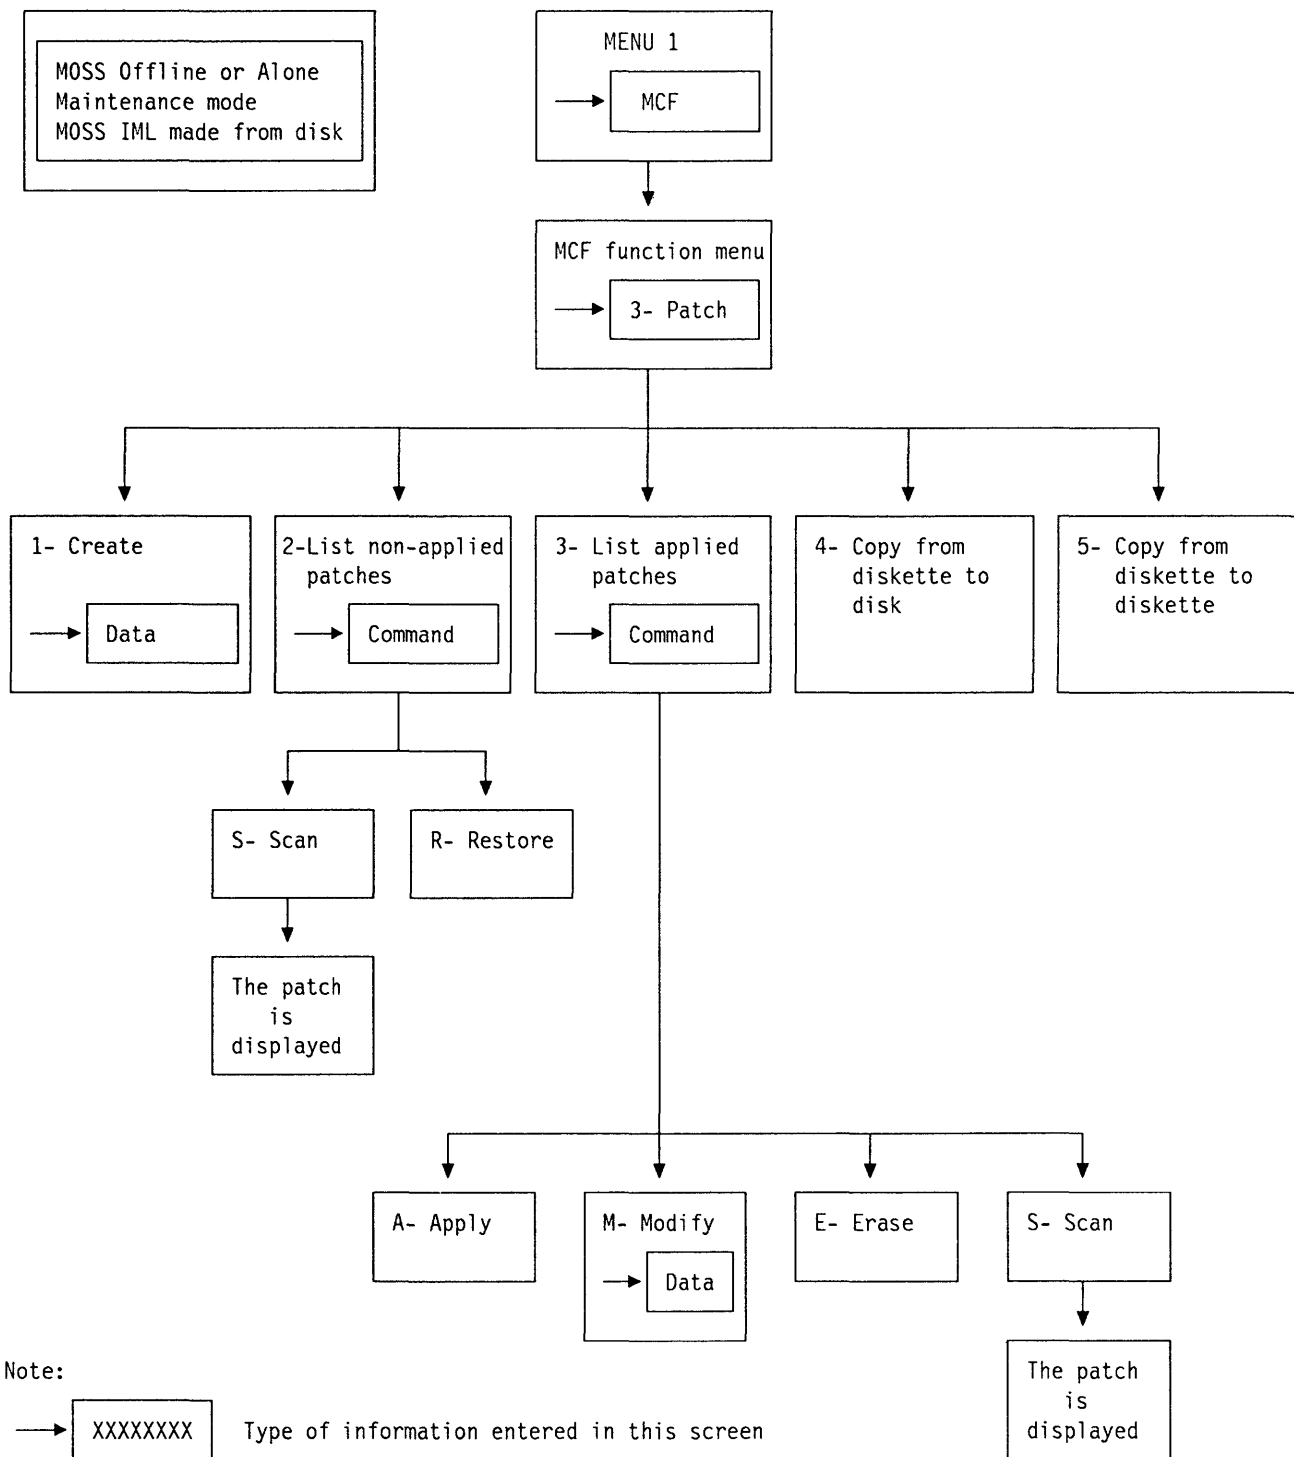 MOSS Offline or Alone
Maintenance mode
MOSS IML made from disk
MENU 1
MCF
MCF function menu
3- Patch
1- Create
Data
2-List non-applied
patches
Command
3- List applied
patches
Command
4- Copy from
diskette to
disk
5- Copy from
diskette to
diskette
S- Scan
R- Restore
The patch
is
displayed
A- Apply
M- Modify
Data
E- Erase
S- Scan
The patch
is
displayed
Note:
XXXXXXXX
Type of information entered in this screen